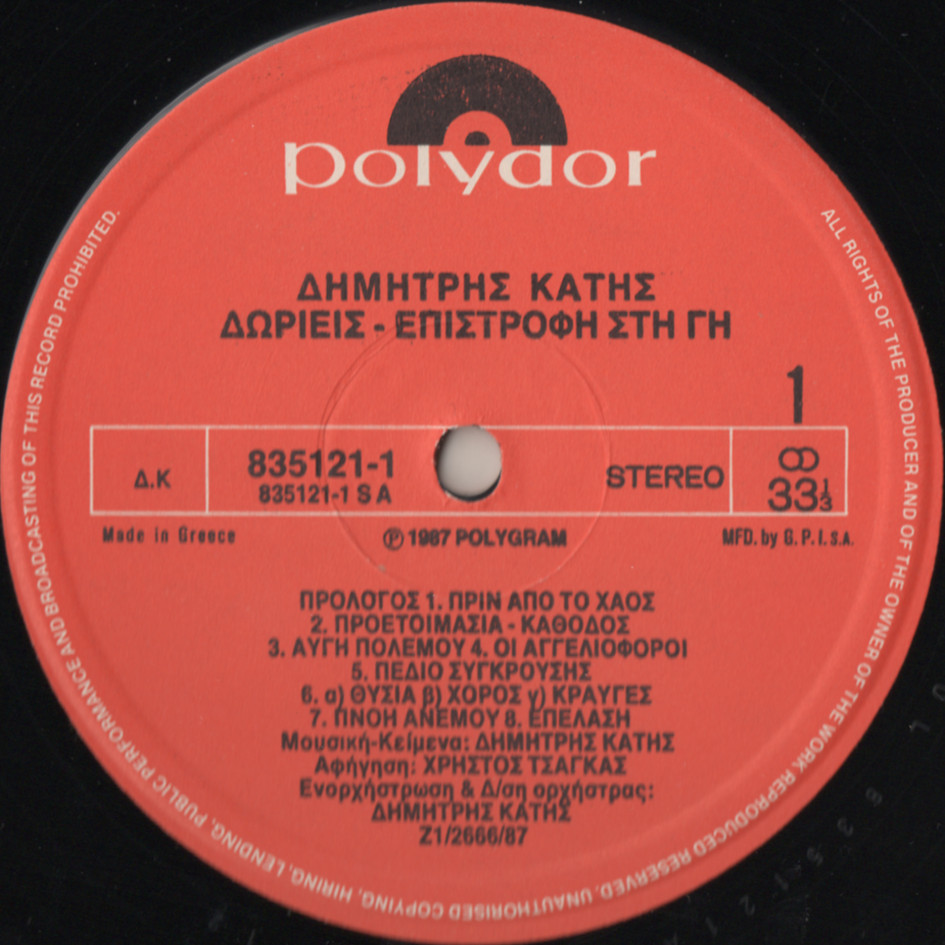 polydor
ΔΗΜΗΤΡΗΣ ΚΑΤΗΣ
ΔΩΡΙΕΙΣ - ΕΠΙΣΤΡΟΦΗ ΣΤΗ ΓΗ
1
Δ.Κ
835121-1
835121-1 S A
STEREO
33 1/3
Made in Greece
℗ 1987 POLYGRAM
MFD. by G. P. I. S.A.
ΠΡΟΛΟΓΟΣ 1. ΠΡΙΝ ΑΠΟ ΤΟ ΧΑΟΣ
2. ΠΡΟΕΤΟΙΜΑΣΙΑ - ΚΑΘΟΔΟΣ
3. ΑΥΓΗ ΠΟΛΕΜΟΥ 4. ΟΙ ΑΓΓΕΛΙΟΦΟΡΟΙ
5. ΠΕΔΙΟ ΣΥΓΚΡΟΥΣΗΣ
6. α) ΘΥΣΙΑ β) ΧΟΡΟΣ γ) ΚΡΑΥΓΕΣ
7. ΠΝΟΗ ΑΝΕΜΟΥ 8. ΕΠΕΛΑΣΗ
Μουσική-Κείμενα: ΔΗΜΗΤΡΗΣ ΚΑΤΗΣ
Αφήγηση: ΧΡΗΣΤΟΣ ΤΣΑΓΚΑΣ
Ενορχήστρωση & Δ/ση ορχήστρας:
ΔΗΜΗΤΡΗΣ ΚΑΤΗΣ
Z1/2666/87
ALL RIGHTS OF THE PRODUCER AND OF THE OWNER OF THE WORK REPRODUCED RESERVED. UNAUTHORISED COPYING, HIRING, LENDING, PUBLIC PERFORMANCE AND BROADCASTING OF THIS RECORD PROHIBITED.